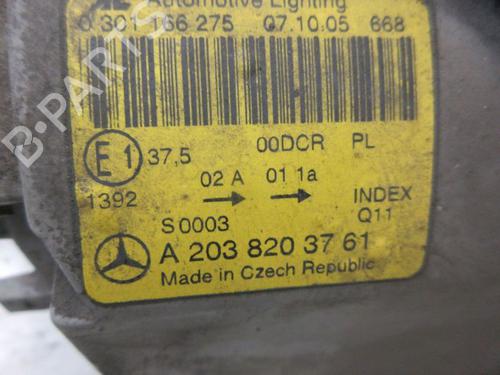 Automotive Lighting
0 301 166 275 07.10.05 668
E1 37,5 00DCR PL
1392 02 A 01 1a INDEX
S0003 Q11
A 203 820 37 61
Made in Czech Republic
B-PARTS